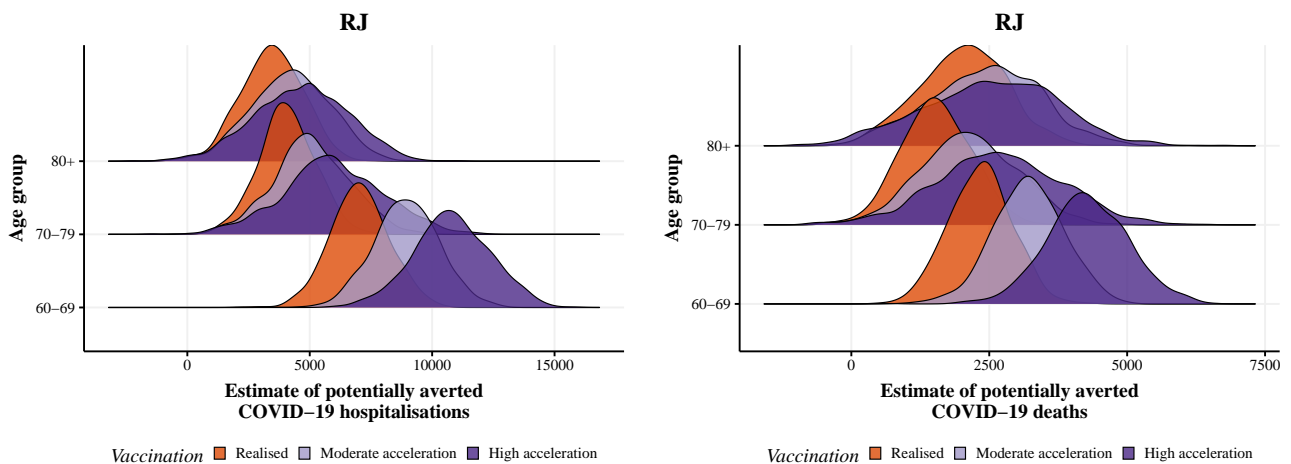 RJ
Age group
80+
70−79
60−69
0 5000 10000 15000
Estimate of potentially averted
COVID−19 hospitalisations
Vaccination Realised Moderate acceleration High acceleration
RJ
Age group
80+
70−79
60−69
0 2500 5000 7500
Estimate of potentially averted
COVID−19 deaths
Vaccination Realised Moderate acceleration High acceleration